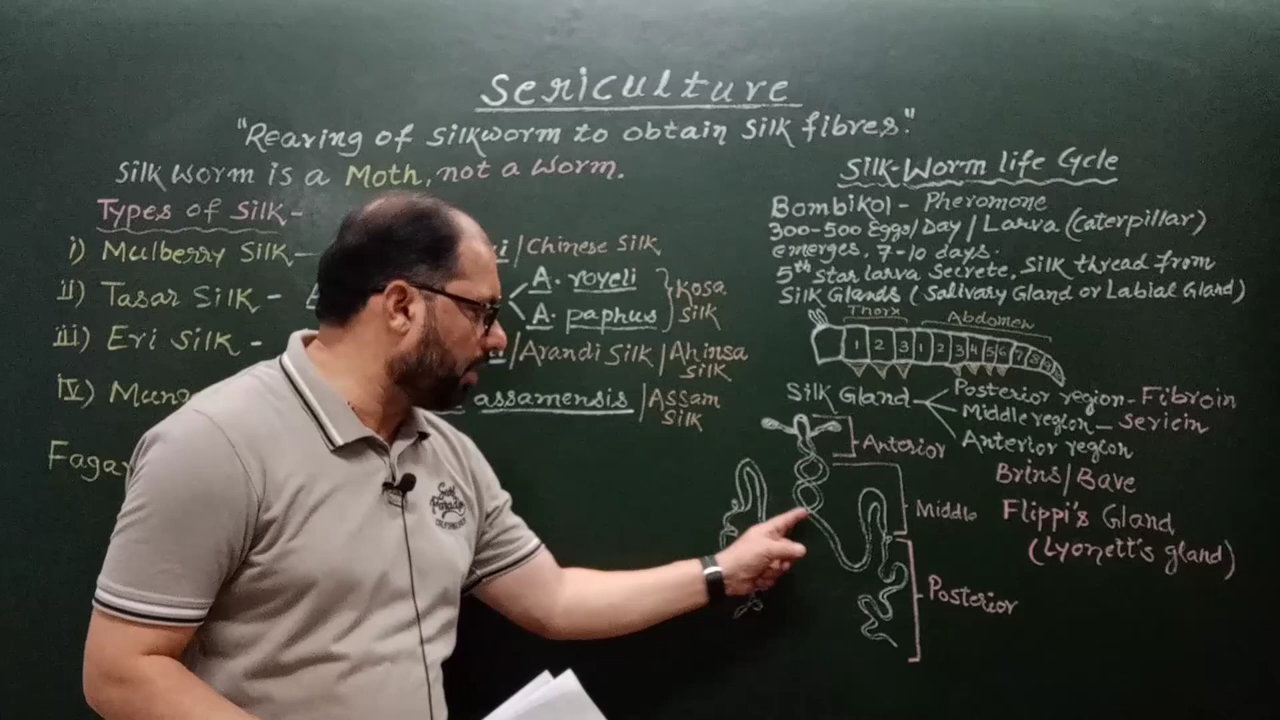 Sericulture
"Rearing of Silkworm to obtain Silk fibres."
Silk Worm is a Moth, not a Worm.
Types of Silk-
i) Mulberry Silk- /Chinese Silk
ii) Tasar Silk - A. royeli
A. paphus
Kosa
Silk
iii) Eri Silk - /Arandi Silk/Ahinsa
Silk
iv) assamensis/Assam
Silk
Silk-Worm life Cycle
Bombikol- Pheromone
300-500 Eggs/Day/Larva (Caterpillar)
emerges. 7-10 days.
5th Star larva Secrete, Silk thread from
Silk Glands (Salivary Gland or Labial Gland)
Thorx Abdomen
1 2 3 1 2 3 4 5 6 7 8 9
Silk Gland Posterior region-Fibroin
Middle region - Sericin
Anterior region
Anterior
Brins/Bave
Middle Flippi's Gland
(Lyonett's gland)
Posterior
Surf
Paradise
CALIFORNIA